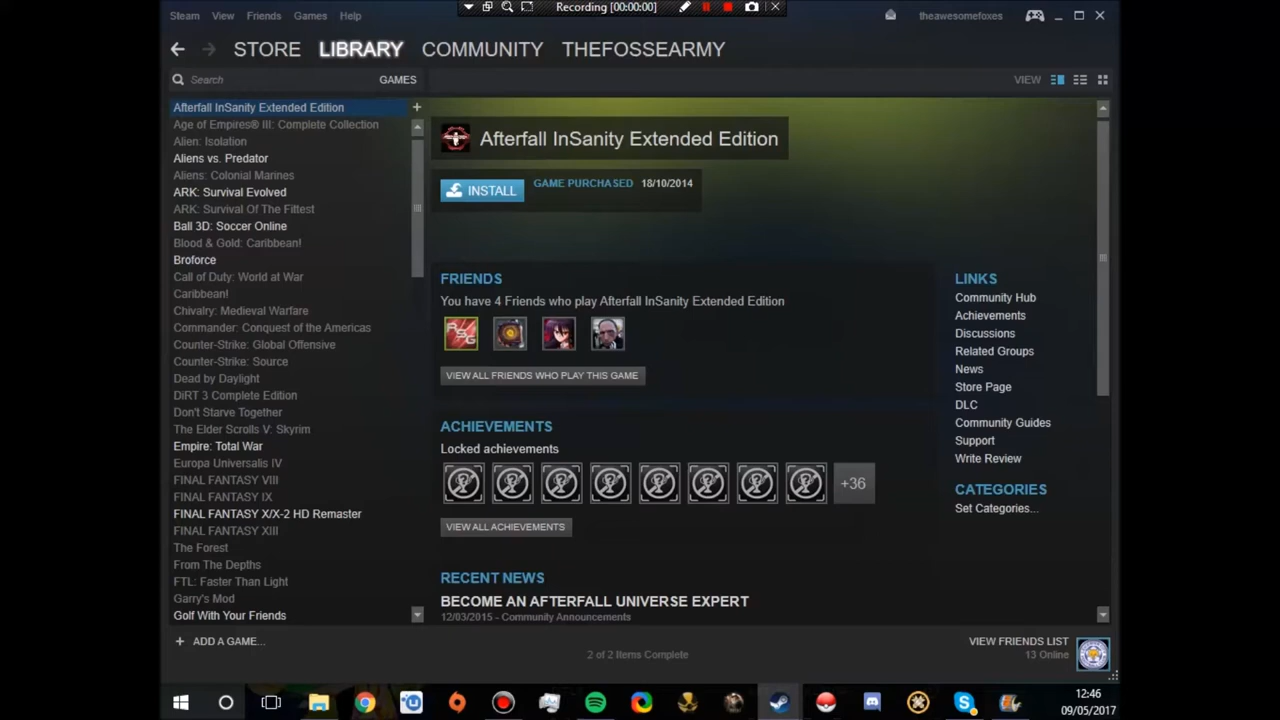 Recording [00:00:00]
Steam View Friends Games Help
theawesomefoxes
STORE LIBRARY COMMUNITY THEFOSSEARMY
Search GAMES
VIEW
Afterfall InSanity Extended Edition
Age of Empires® III: Complete Collection
Alien: Isolation
Aliens vs. Predator
Aliens: Colonial Marines
ARK: Survival Evolved
ARK: Survival Of The Fittest
Ball 3D: Soccer Online
Blood & Gold: Caribbean!
Broforce
Call of Duty: World at War
Caribbean!
Chivalry: Medieval Warfare
Commander: Conquest of the Americas
Counter-Strike: Global Offensive
Counter-Strike: Source
Dead by Daylight
DiRT 3 Complete Edition
Don't Starve Together
The Elder Scrolls V: Skyrim
Empire: Total War
Europa Universalis IV
FINAL FANTASY VIII
FINAL FANTASY IX
FINAL FANTASY X/X-2 HD Remaster
FINAL FANTASY XIII
The Forest
From The Depths
FTL: Faster Than Light
Garry's Mod
Golf With Your Friends
+ ADD A GAME...
Afterfall InSanity Extended Edition
INSTALL GAME PURCHASED 18/10/2014
FRIENDS
You have 4 Friends who play Afterfall InSanity Extended Edition
RSG
VIEW ALL FRIENDS WHO PLAY THIS GAME
ACHIEVEMENTS
Locked achievements
+36
VIEW ALL ACHIEVEMENTS
RECENT NEWS
BECOME AN AFTERFALL UNIVERSE EXPERT
12/03/2015 - Community Announcements
LINKS
Community Hub
Achievements
Discussions
Related Groups
News
Store Page
DLC
Community Guides
Support
Write Review
CATEGORIES
Set Categories...
2 of 2 Items Complete
VIEW FRIENDS LIST
13 Online
12:46
09/05/2017